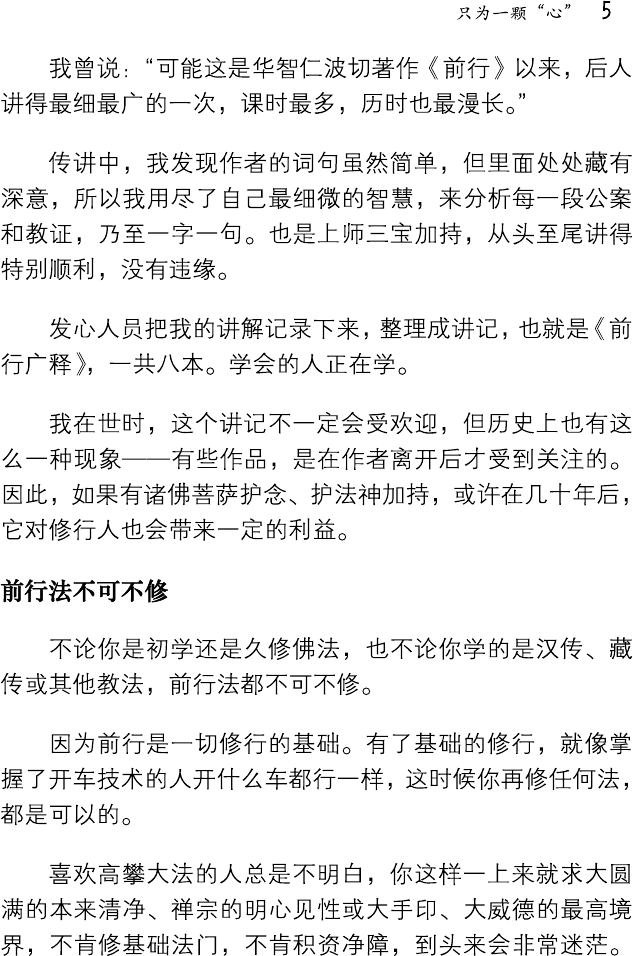 只为一颗“心” 5
我曾说：“可能这是华智仁波切著作《前行》以来，后人
讲得最细最广的一次，课时最多，历时也最漫长。”
传讲中，我发现作者的词句虽然简单，但里面处处藏有
深意，所以我用尽了自己最细微的智慧，来分析每一段公案
和教证，乃至一字一句。也是上师三宝加持，从头至尾讲得
特别顺利，没有违缘。
发心人员把我的讲解记录下来，整理成讲记，也就是《前
行广释》，一共八本。学会的人正在学。
我在世时，这个讲记不一定会受欢迎，但历史上也有这
么一种现象——有些作品，是在作者离开后才受到关注的。
因此，如果有诸佛菩萨护念、护法神加持，或许在几十年后，
它对修行人也会带来一定的利益。
前行法不可不修
不论你是初学还是久修佛法，也不论你学的是汉传、藏
传或其他教法，前行法都不可不修。
因为前行是一切修行的基础。有了基础的修行，就像掌
握了开车技术的人开什么车都行一样，这时候你再修任何法，
都是可以的。
喜欢高攀大法的人总是不明白，你这样一上来就求大圆
满的本来清净、禅宗的明心见性或大手印、大威德的最高境
界，不肯修基础法门，不肯积资净障，到头来会非常迷茫。